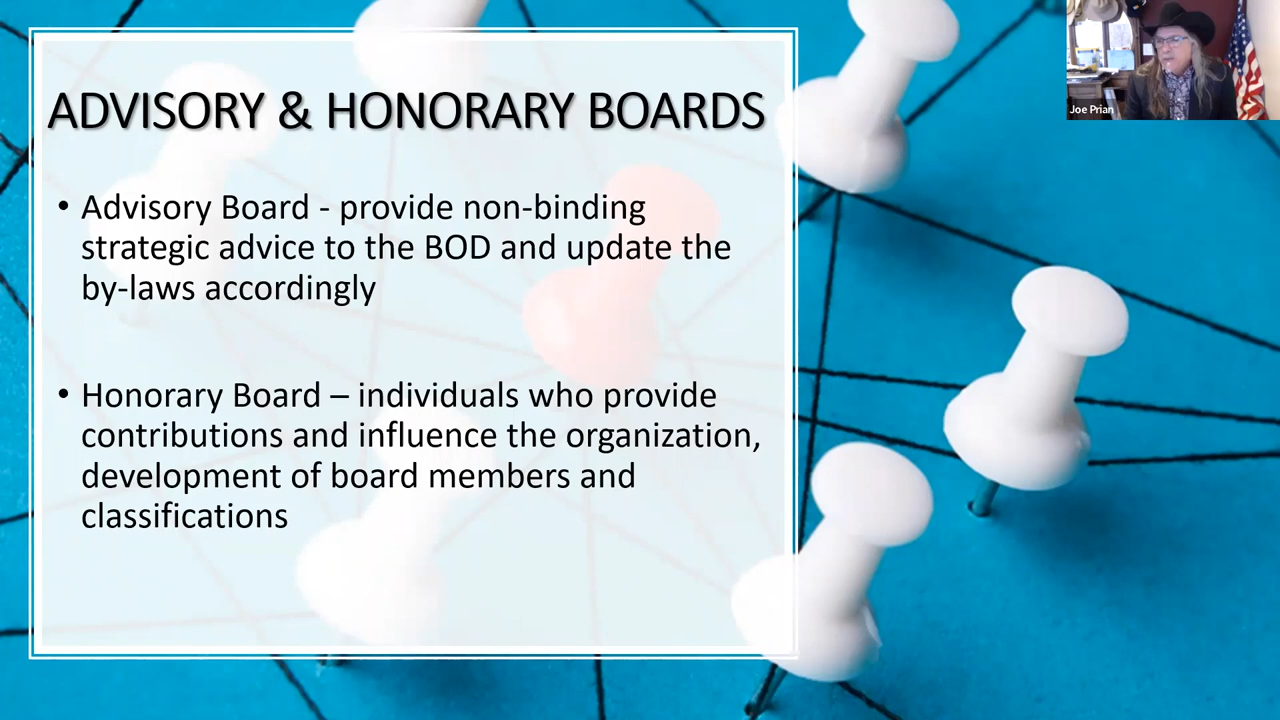 ADVISORY & HONORARY BOARDS
• Advisory Board - provide non-binding
strategic advice to the BOD and update the
by-laws accordingly
• Honorary Board – individuals who provide
contributions and influence the organization,
development of board members and
classifications
Joe Prian